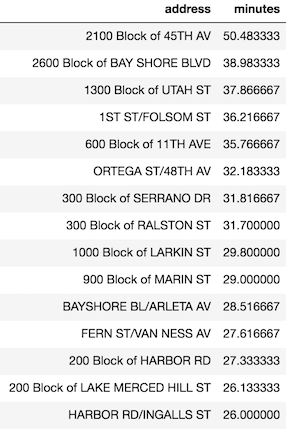 address minutes
2100 Block of 45TH AV 50.483333
2600 Block of BAY SHORE BLVD 38.983333
1300 Block of UTAH ST 37.866667
1ST ST/FOLSOM ST 36.216667
600 Block of 11TH AVE 35.766667
ORTEGA ST/48TH AV 32.183333
300 Block of SERRANO DR 31.816667
300 Block of RALSTON ST 31.700000
1000 Block of LARKIN ST 29.800000
900 Block of MARIN ST 29.000000
BAYSHORE BL/ARLETA AV 28.516667
FERN ST/VAN NESS AV 27.616667
200 Block of HARBOR RD 27.333333
200 Block of LAKE MERCED HILL ST 26.133333
HARBOR RD/INGALLS ST 26.000000